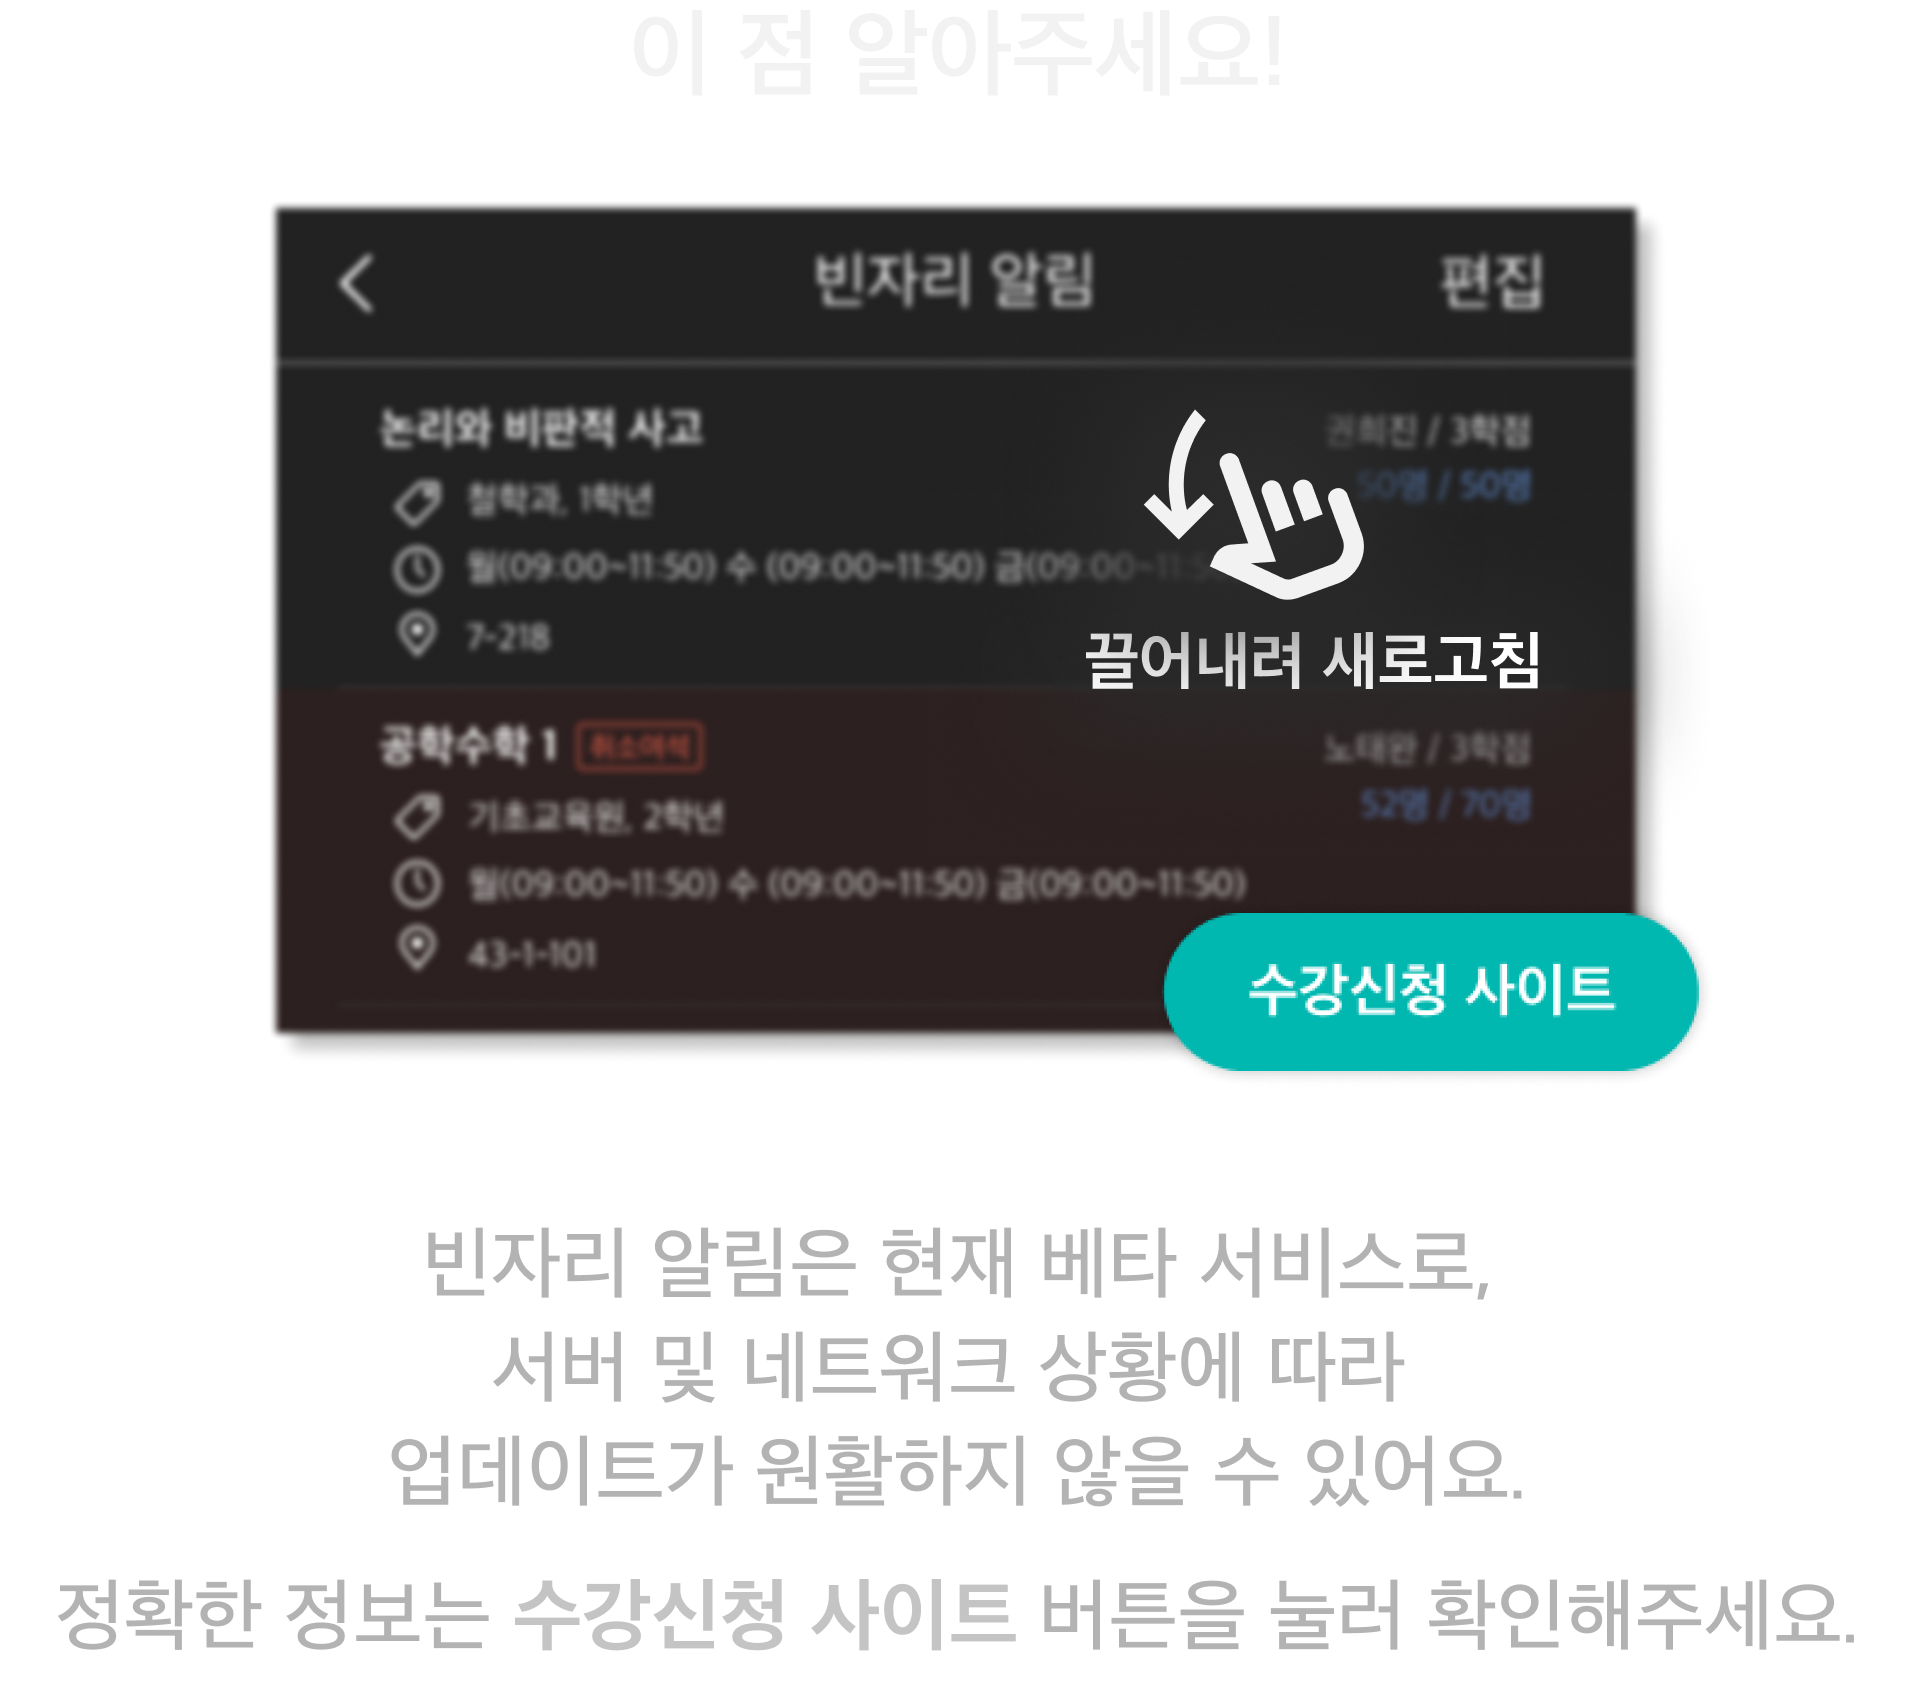 이 점 알아주세요!
빈자리 알림
편집
논리와 비판적 사고
권희진 / 3학점
50명 / 50명
철학과, 1학년
월(09:00~11:50) 수 (09:00~11:50) 금(09:00~11:5
7-218
끌어내려 새로고침
공학수학 1 취소여석
노태완 / 3학점
52명 / 70명
기초교육원, 2학년
월(09:00~11:50) 수 (09:00~11:50) 금(09:00~11:50)
43-1-101
수강신청 사이트
빈자리 알림은 현재 베타 서비스로,
서버 및 네트워크 상황에 따라
업데이트가 원활하지 않을 수 있어요.
정확한 정보는 수강신청 사이트 버튼을 눌러 확인해주세요.